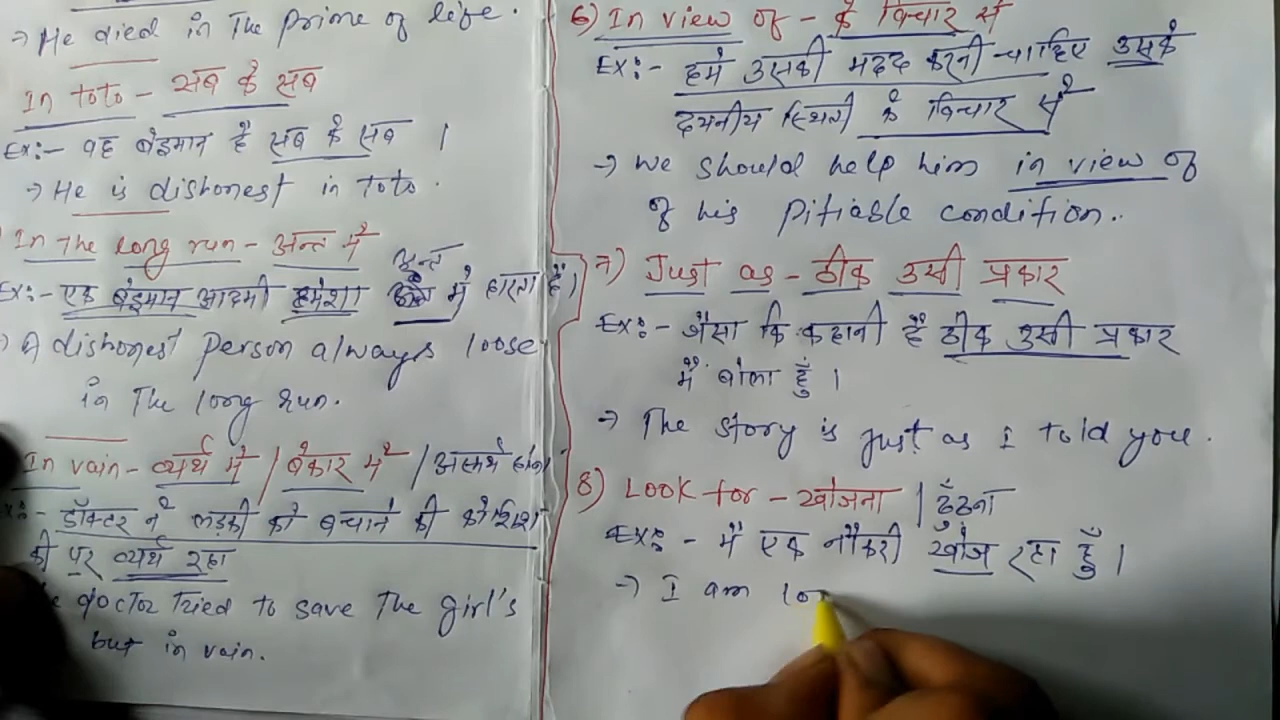 → He died in The prime of life.
In toto - सब के सब
Ex:- वह बेइमान है सब के सब ।
→ He is dishonest in toto.
In The long run - अन्त में
अन्त
Ex:- एक बेइमान आदमी हमेशा में हारता है।
A dishonest person always loose
in The long run.
In vain - व्यर्थ में / बेकार में / असमर्थ होना
डॉक्टर ने लड़की को बचाने की कोशिश
की पर व्यर्थ रहा
doctor Tried to save The girl's
but in vain.
6) In view of - के विचार से
Ex:- हमें उसकी मदद करनी चाहिए उसके
दयनीय स्थिती के विचार से
→ We should help him in view of
of his pitiable condition..
7) Just as - ठीक उसी प्रकार
Ex:- जैसा कि कहानी है ठीक उसी प्रकार
मैं बोला हूँ ।
→ The story is just as I told you.
8) Look for - खोजना / ढुँढना
Ex:- मैं एक नौकरी खोज रहा हूँ ।
→ I am loo